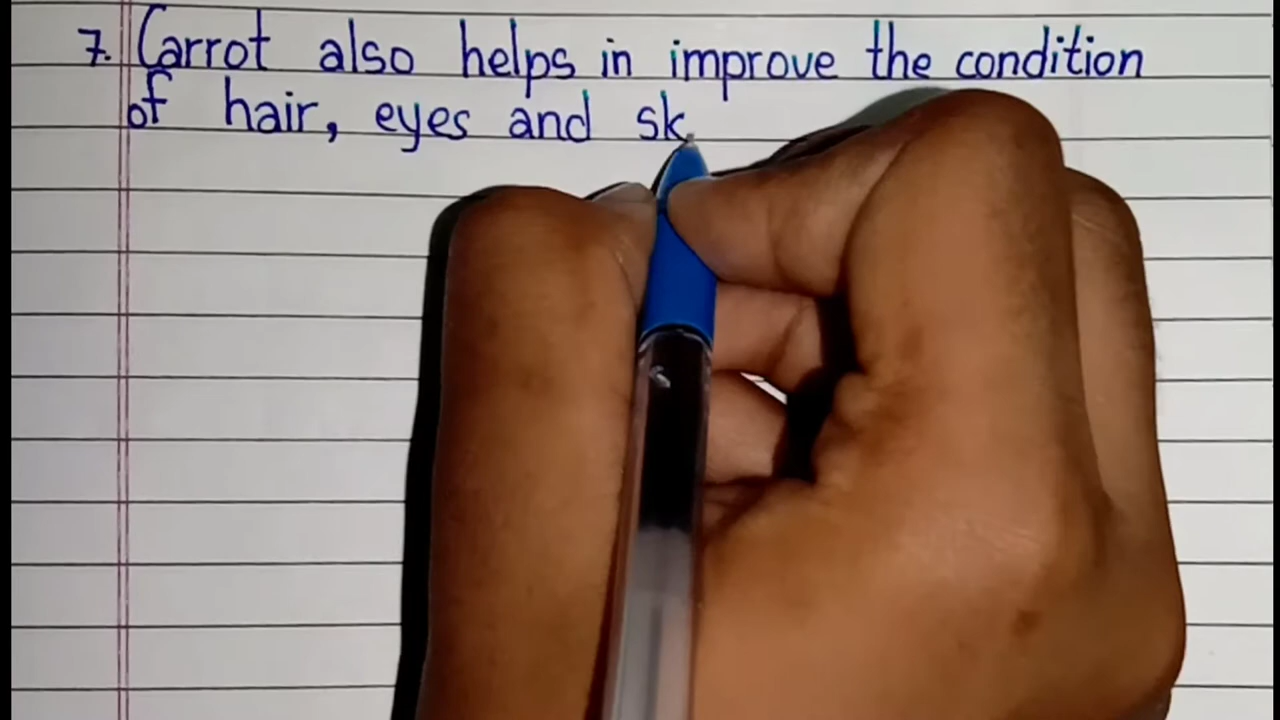 7. Carrot also helps in improve the condition
of hair, eyes and sk